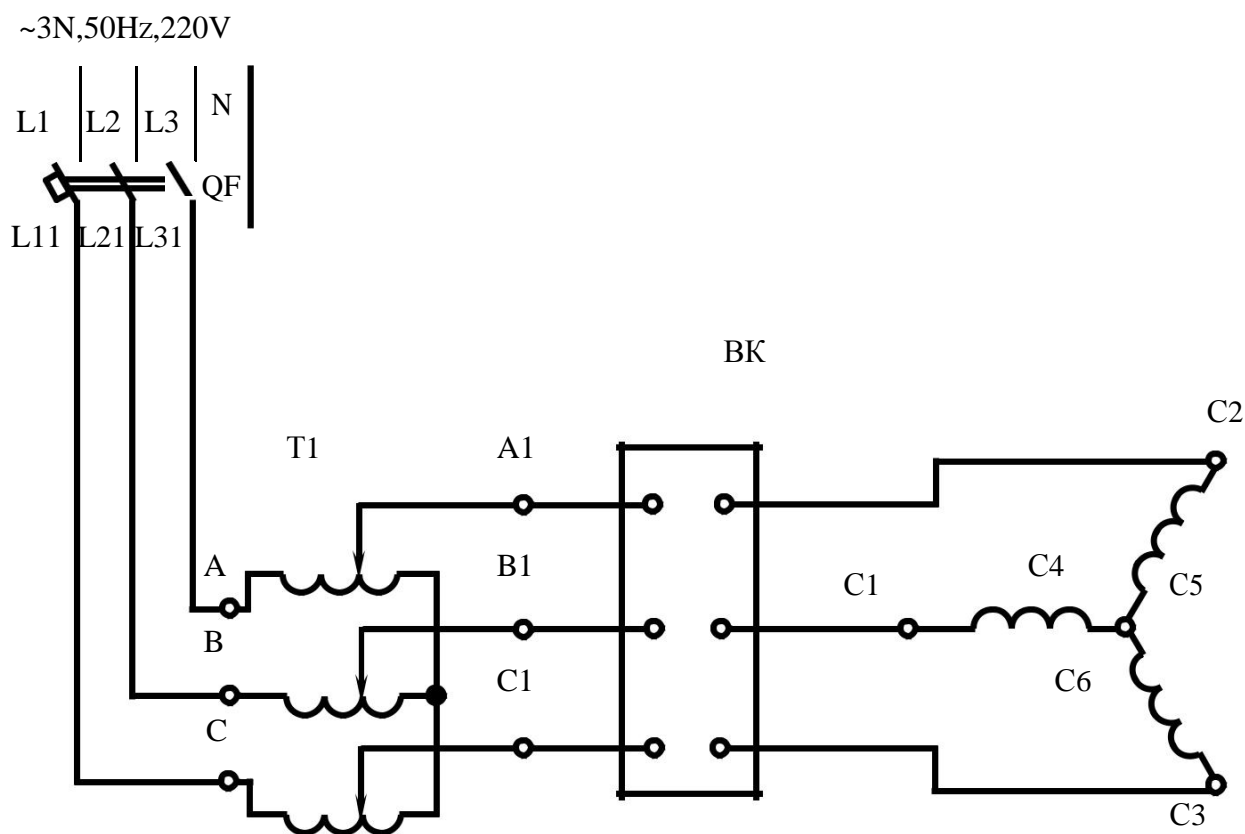 ~3N,50Hz,220V
N
L1 L2 L3
QF
L11 L21 L31
ВК
C2
T1 A1
A B1
C1 C4 C5
B
C1 C6
C
C3